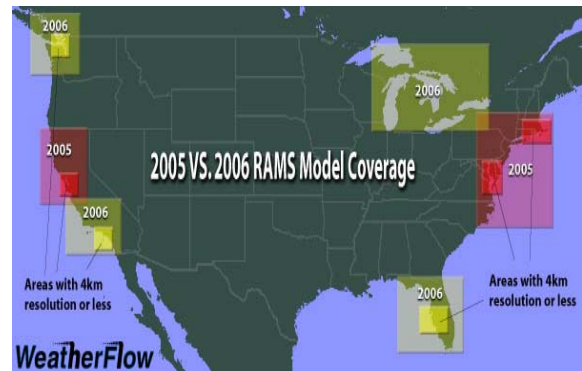 2006
2006
2005
2005 VS. 2006 RAMS Model Coverage
2005
2006
Areas with 4km
resolution or less
2006
Areas with 4km
resolution or less
WeatherFlow